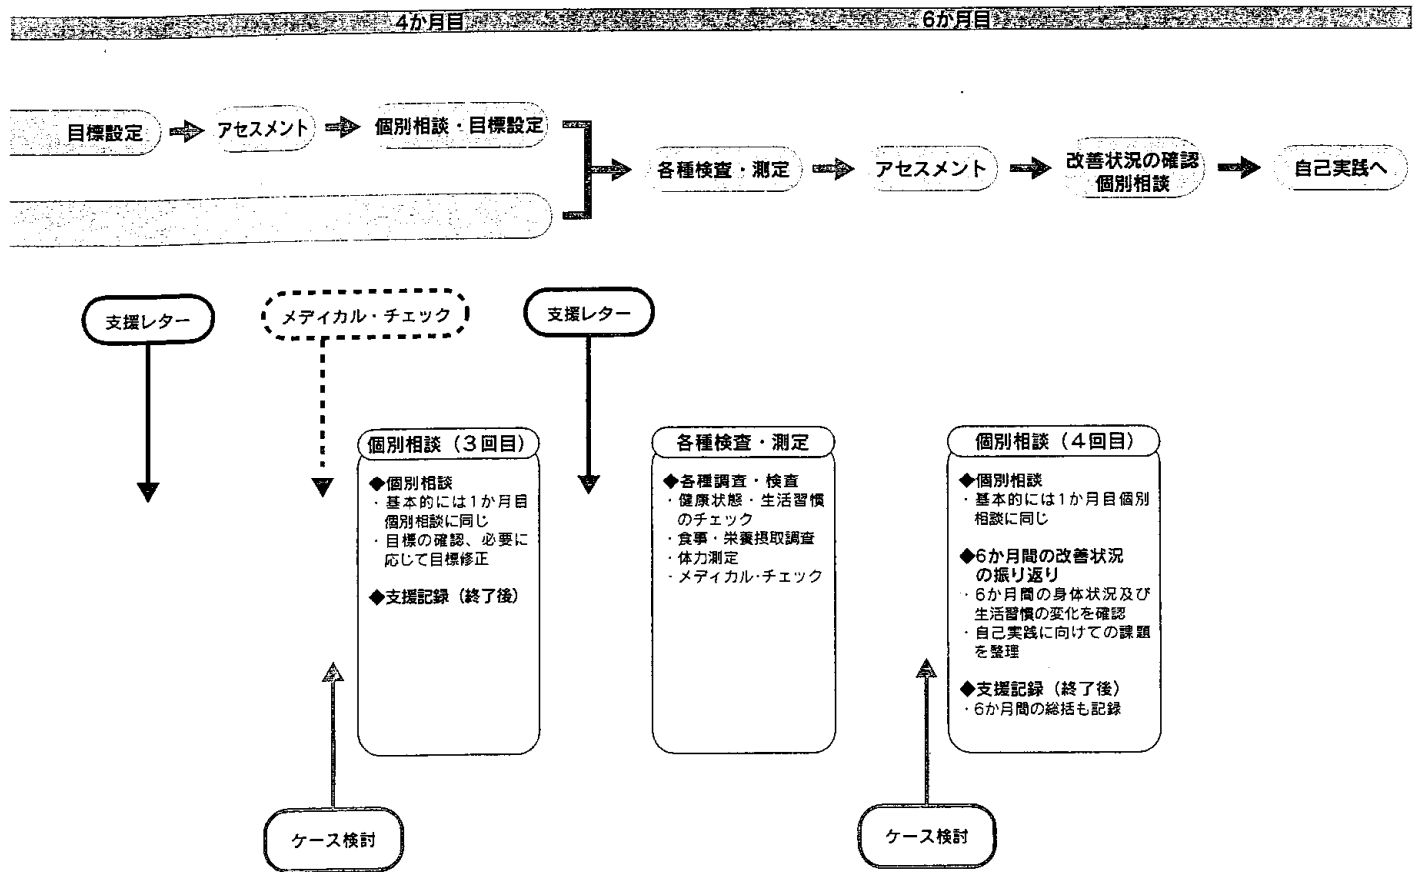 4か月目
6か月目
目標設定
アセスメント
個別相談・目標設定
各種検査・測定
アセスメント
改善状況の確認
個別相談
自己実践へ
支援レター
メディカル・チェック
支援レター
個別相談（3回目）
◆個別相談
・基本的には1か月目
個別相談に同じ
・目標の確認、必要に
応じて目標修正
◆支援記録（終了後）
各種検査・測定
◆各種調査・検査
・健康状態・生活習慣
のチェック
・食事・栄養摂取調査
・体力測定
・メディカル・チェック
個別相談（4回目）
◆個別相談
・基本的には1か月目個別
相談に同じ
◆6か月間の改善状況
の振り返り
・6か月間の身体状況及び
生活習慣の変化を確認
・自己実践に向けての課題
を整理
◆支援記録（終了後）
・6か月間の総括も記録
ケース検討
ケース検討